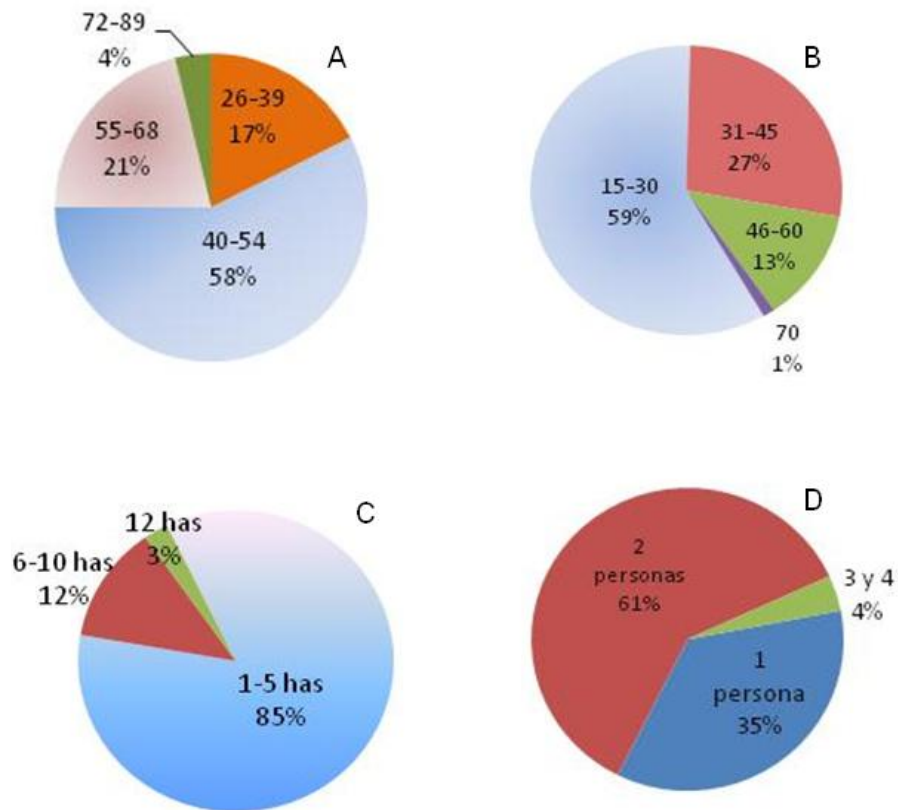 72-89
4%
A
26-39
17%
55-68
21%
40-54
58%
B
31-45
27%
15-30
59%
46-60
13%
70
1%
C
12 has
3%
6-10 has
12%
1-5 has
85%
D
2
personas
61%
3 y 4
4%
1
persona
35%